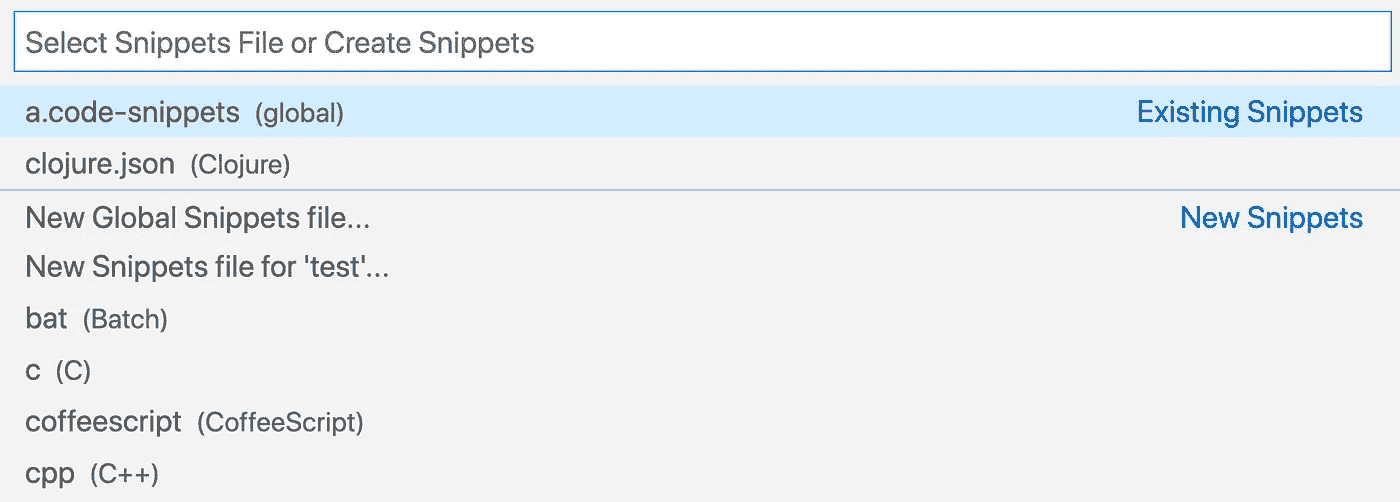 Select Snippets File or Create Snippets
a.code-snippets (global) Existing Snippets
clojure.json (Clojure)
New Global Snippets file... New Snippets
New Snippets file for 'test'...
bat (Batch)
c (C)
coffeescript (CoffeeScript)
cpp (C++)